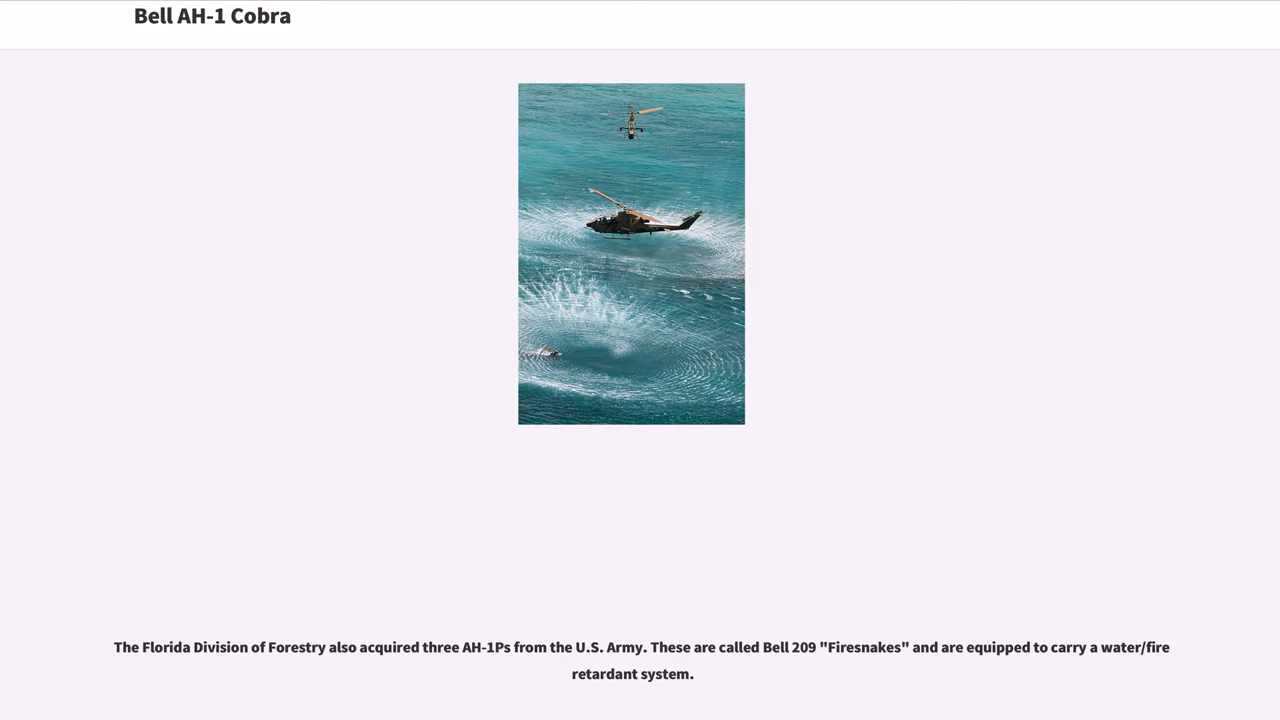 Bell AH-1 Cobra
The Florida Division of Forestry also acquired three AH-1Ps from the U.S. Army. These are called Bell 209 "Firesnakes" and are equipped to carry a water/fire
retardant system.